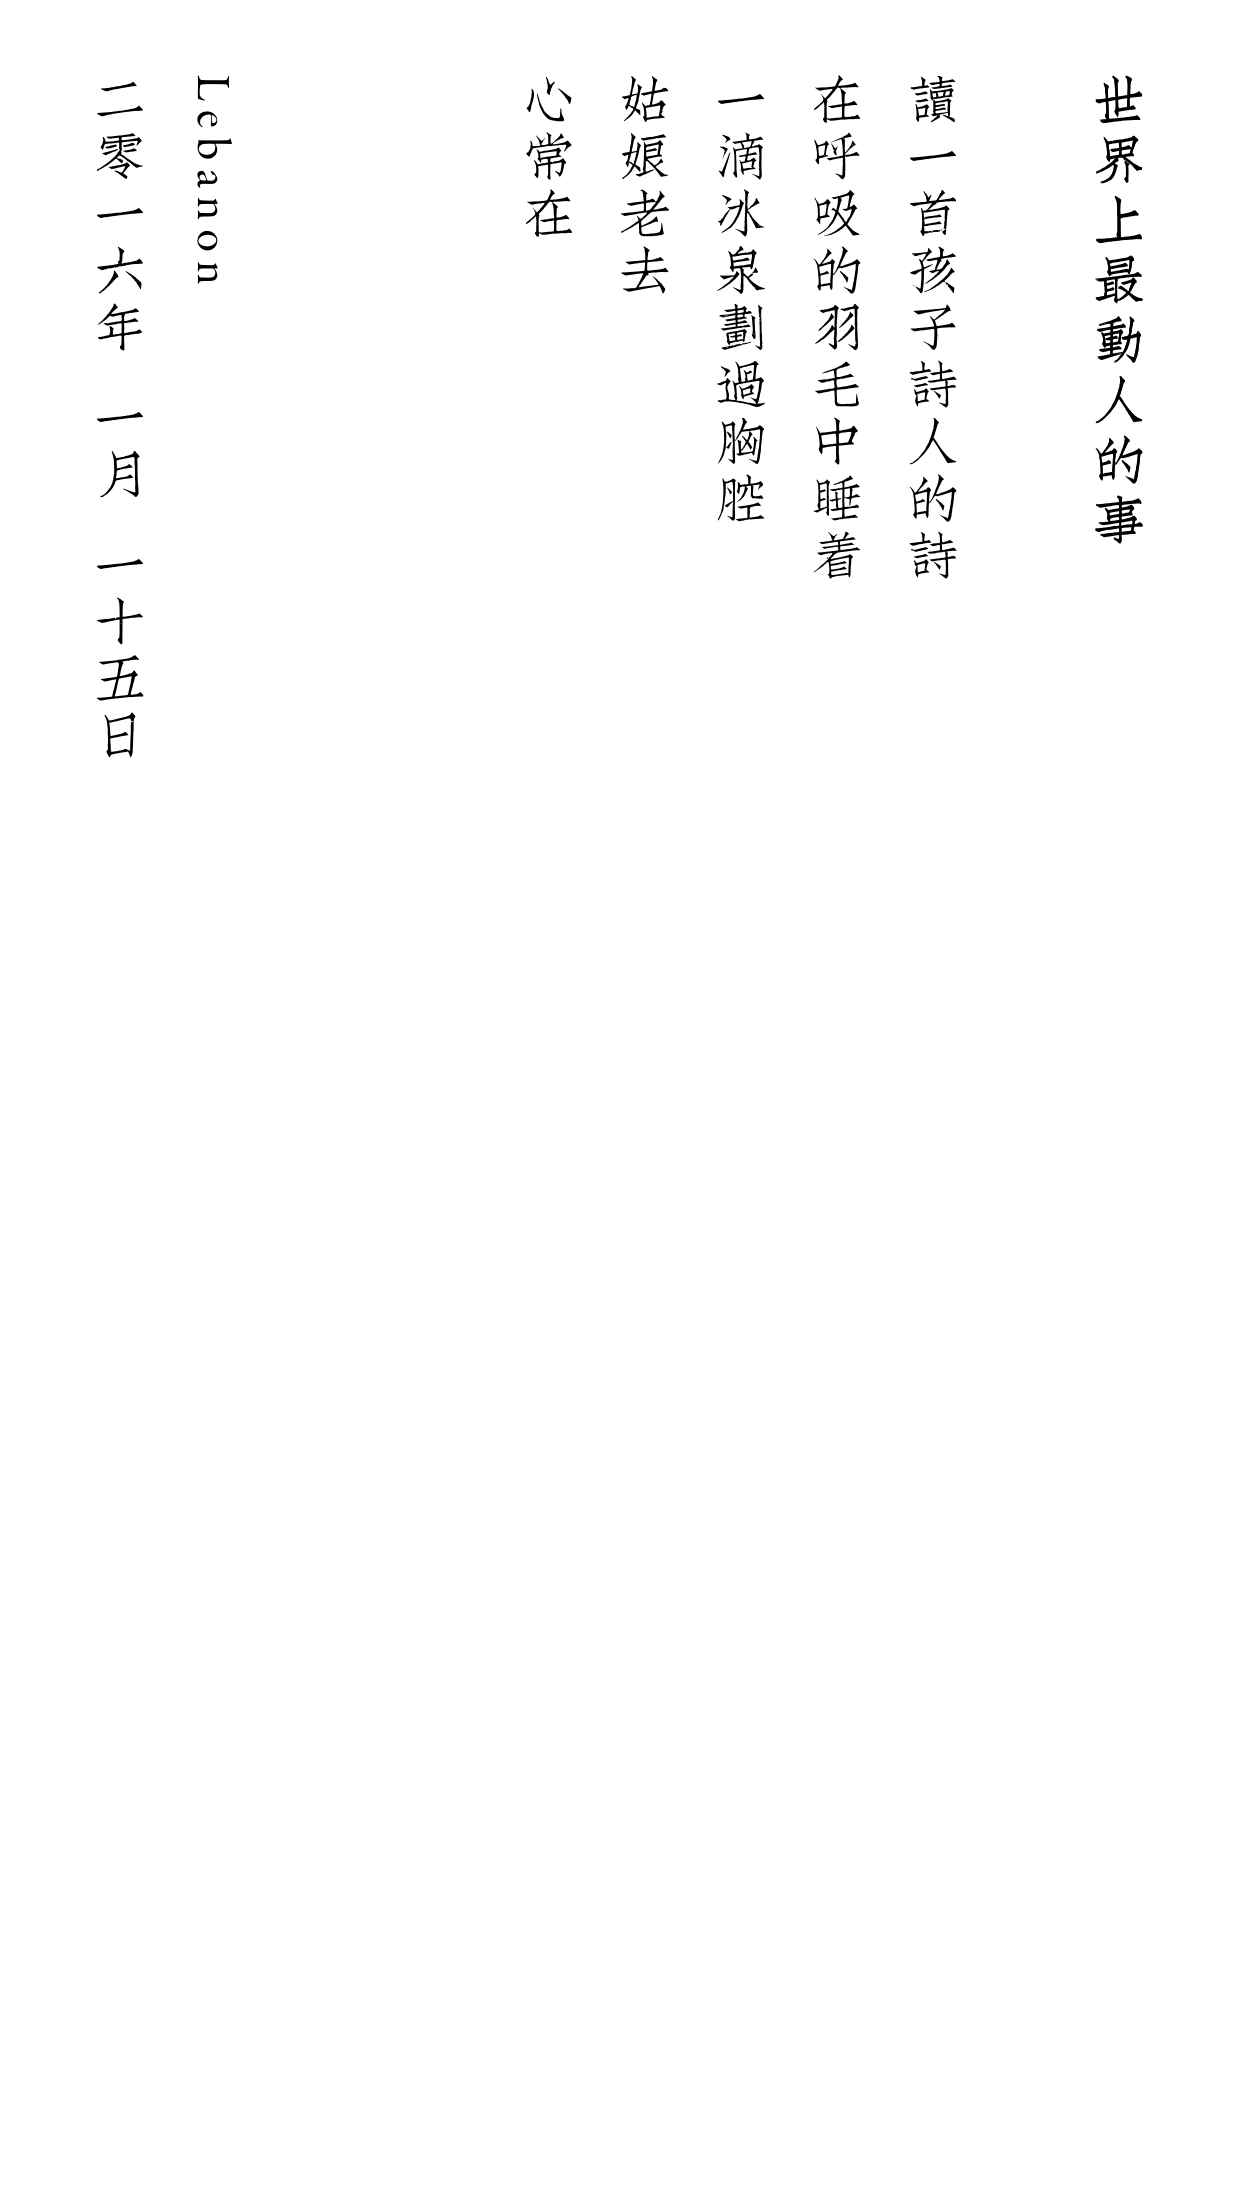 世界上最動人的事
讀一首孩子詩人的詩
在呼吸的羽毛中睡着
一滴冰泉劃過胸腔
姑娘老去
心常在
Lebanon
二零一六年　一月　一十五日